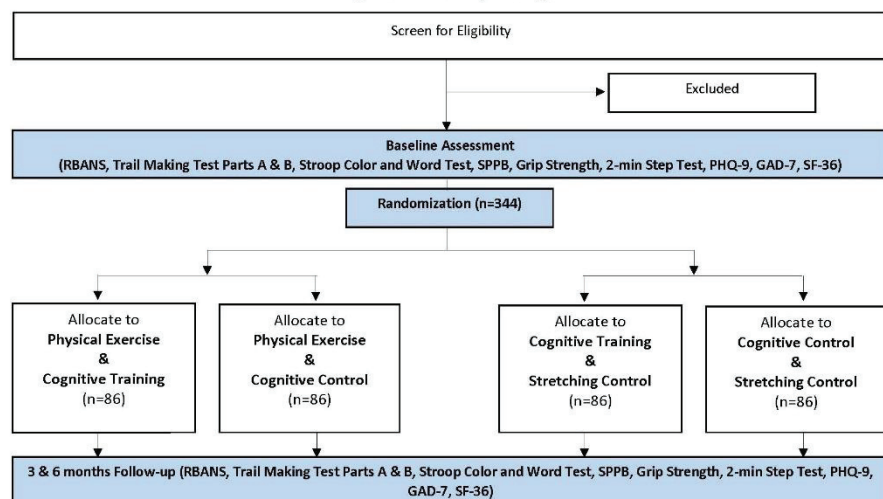 Screen for Eligibility
Excluded
Baseline Assessment
(RBANS, Trail Making Test Parts A & B, Stroop Color and Word Test, SPPB, Grip Strength, 2-min Step Test, PHQ-9, GAD-7, SF-36)
Randomization (n=344)
Allocate to
Physical Exercise
&
Cognitive Training
(n=86)
Allocate to
Physical Exercise
&
Cognitive Control
(n=86)
Allocate to
Cognitive Training
&
Stretching Control
(n=86)
Allocate to
Cognitive Control
&
Stretching Control
(n=86)
3 & 6 months Follow-up (RBANS, Trail Making Test Parts A & B, Stroop Color and Word Test, SPPB, Grip Strength, 2-min Step Test, PHQ-9,
GAD-7, SF-36)